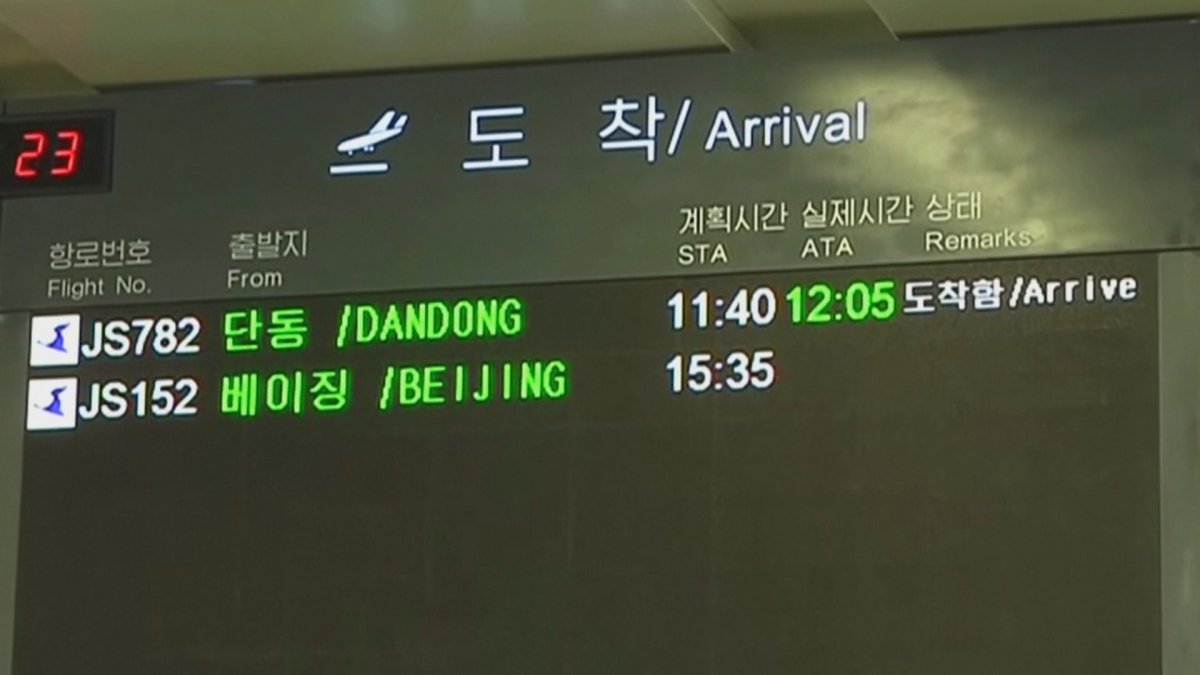 23
도 착/ Arrival
항로번호 출발지 계획시간 실제시간 상태
Flight No. From STA ATA Remarks
JS782 단동 /DANDONG 11:40 12:05 도착함/Arrive
JS152 베이징 /BEIJING 15:35